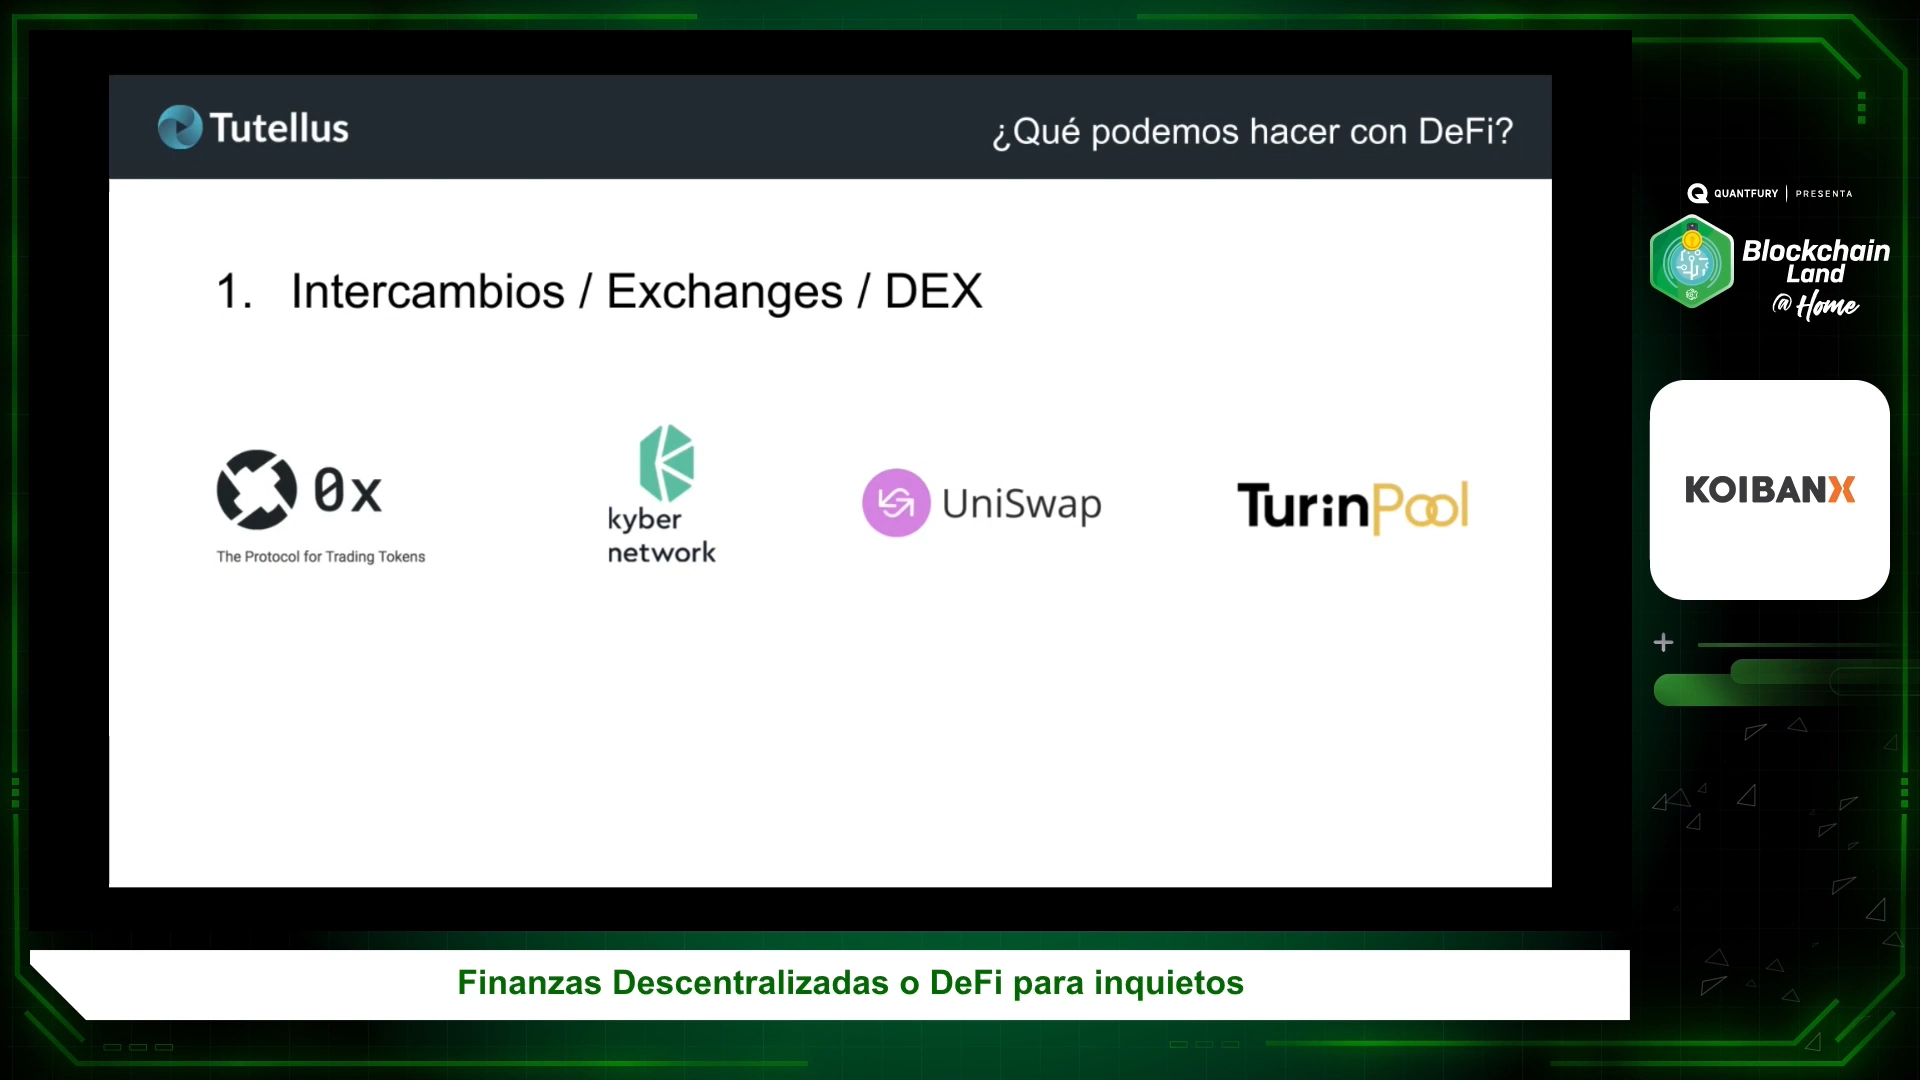 Tutellus
¿Qué podemos hacer con DeFi?
1. Intercambios / Exchanges / DEX
0x
The Protocol for Trading Tokens
kyber
network
UniSwap
TurinPool
QUANTFURY | PRESENTA
Blockchain
Land
@ Home
KOIBANX
Finanzas Descentralizadas o DeFi para inquietos